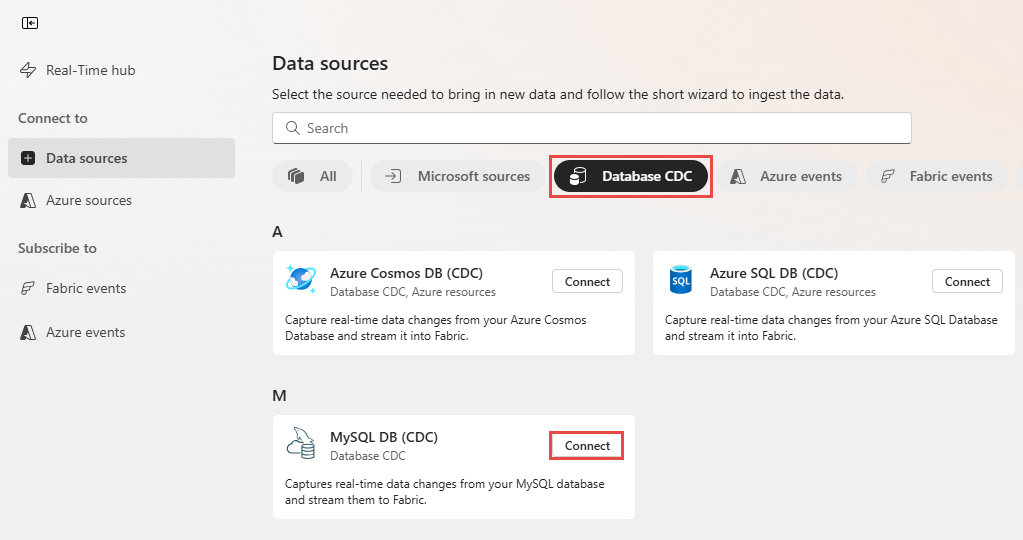 Real-Time hub
Connect to
Data sources
Azure sources
Subscribe to
Fabric events
Azure events
Data sources
Select the source needed to bring in new data and follow the short wizard to ingest the data.
Search
All
Microsoft sources
Database CDC
Azure events
Fabric events
A
Azure Cosmos DB (CDC)
Database CDC, Azure resources
Connect
Capture real-time data changes from your Azure Cosmos
Database and stream it into Fabric.
SQL
Azure SQL DB (CDC)
Database CDC, Azure resources
Connect
Capture real-time data changes from your Azure SQL Database
and stream it into Fabric.
M
MySQL DB (CDC)
Database CDC
Connect
Captures real-time data changes from your MySQL database
and stream them to Fabric.